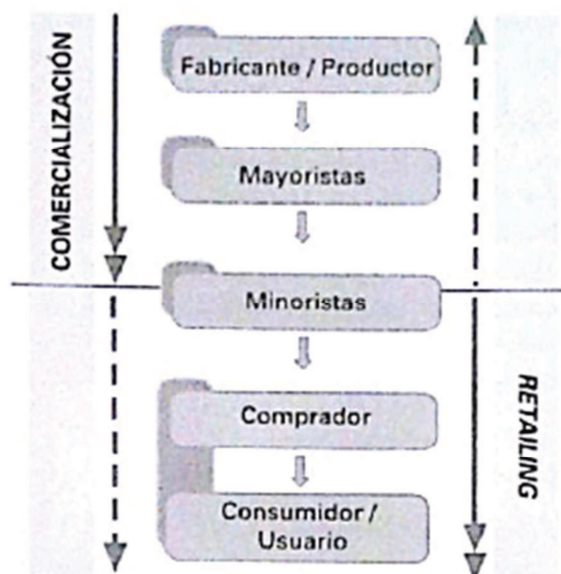 COMERCIALIZACIÓN
Fabricante / Productor
Mayoristas
Minoristas
Comprador
Consumidor /
Usuario
RETAILING